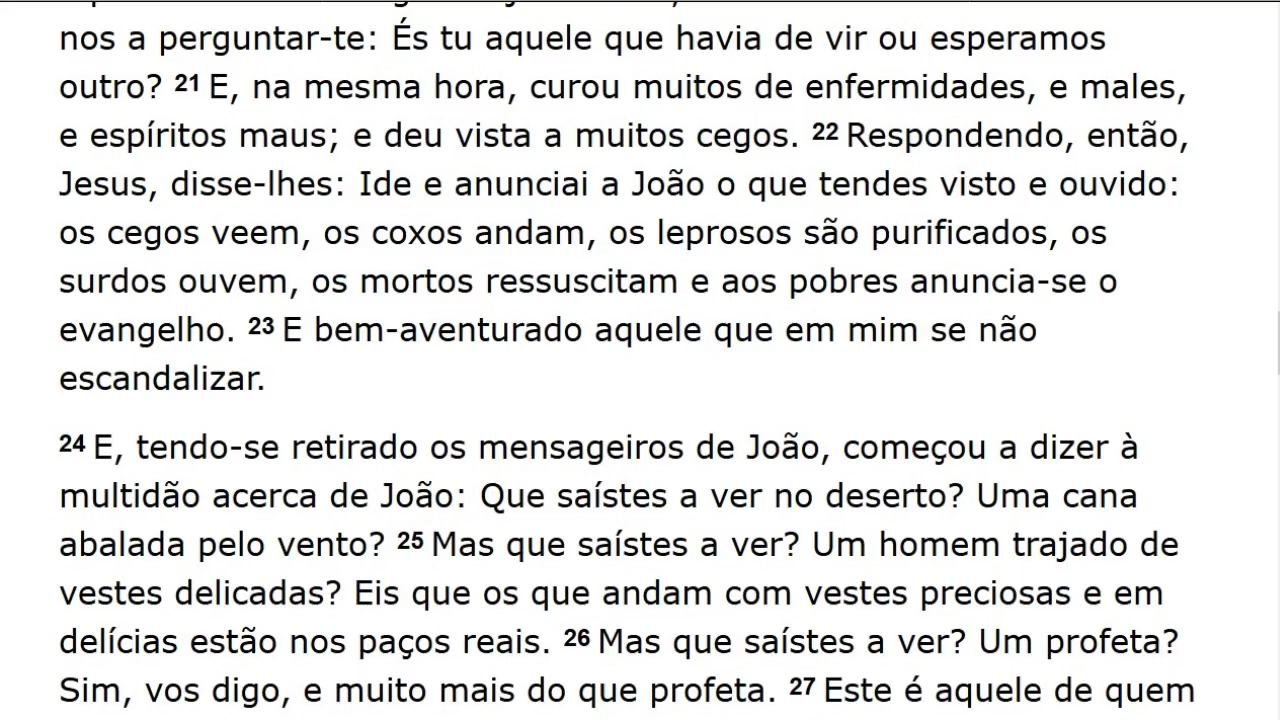 nos a perguntar-te: És tu aquele que havia de vir ou esperamos
outro? 21 E, na mesma hora, curou muitos de enfermidades, e males,
e espíritos maus; e deu vista a muitos cegos. 22 Respondendo, então,
Jesus, disse-lhes: Ide e anunciai a João o que tendes visto e ouvido:
os cegos veem, os coxos andam, os leprosos são purificados, os
surdos ouvem, os mortos ressuscitam e aos pobres anuncia-se o
evangelho. 23 E bem-aventurado aquele que em mim se não
escandalizar.
24 E, tendo-se retirado os mensageiros de João, começou a dizer à
multidão acerca de João: Que saístes a ver no deserto? Uma cana
abalada pelo vento? 25 Mas que saístes a ver? Um homem trajado de
vestes delicadas? Eis que os que andam com vestes preciosas e em
delícias estão nos paços reais. 26 Mas que saístes a ver? Um profeta?
Sim, vos digo, e muito mais do que profeta. 27 Este é aquele de quem